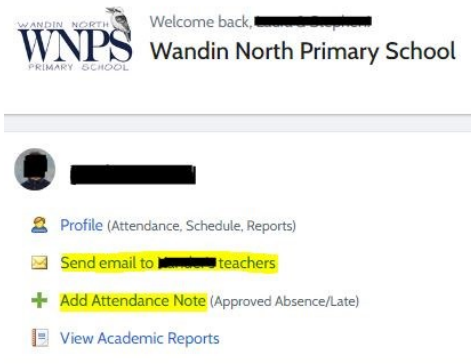 WANDIN NORTH
WNPS
PRIMARY SCHOOL
Welcome back,
Wandin North Primary School
Profile (Attendance, Schedule, Reports)
Send email to teachers
Add Attendance Note (Approved Absence/Late)
View Academic Reports